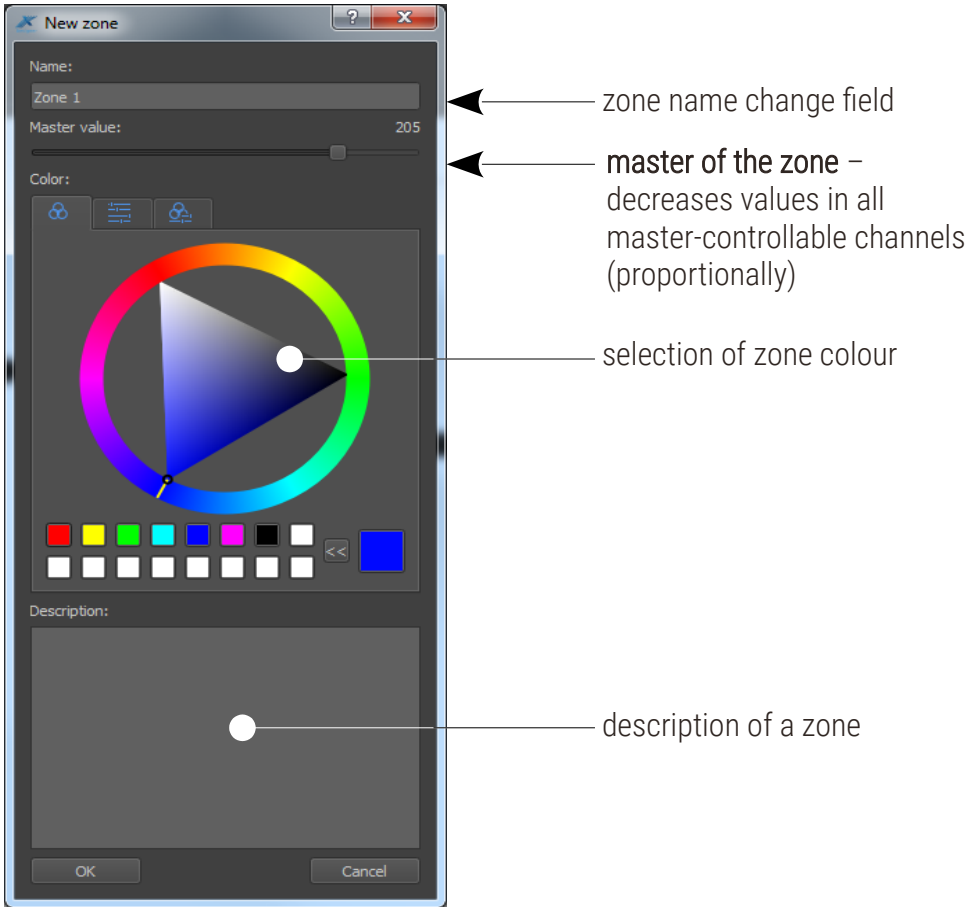 New zone
?
X
Name:
Zone 1
zone name change field
Master value:
205
master of the zone –
decreases values in all
master-controllable channels
(proportionally)
Color:
selection of zone colour
<<
Description:
description of a zone
OK
Cancel